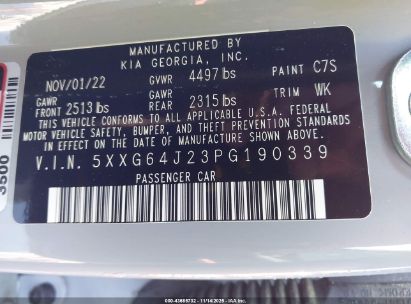 MANUFACTURED BY
KIA GEORGIA, INC.
NOV/01/22 GVWR 4497 lbs PAINT C7S
GAWR FRONT 2513 lbs GAWR REAR 2315 lbs TRIM WK
THIS VEHICLE CONFORMS TO ALL APPLICABLE U.S.A. FEDERAL
MOTOR VEHICLE SAFETY, BUMPER, AND THEFT PREVENTION STANDARDS
IN EFFECT ON THE DATE OF MANUFACTURE SHOWN ABOVE.
V.I.N. 5XXG64J23PG190339
PASSENGER CAR
3500